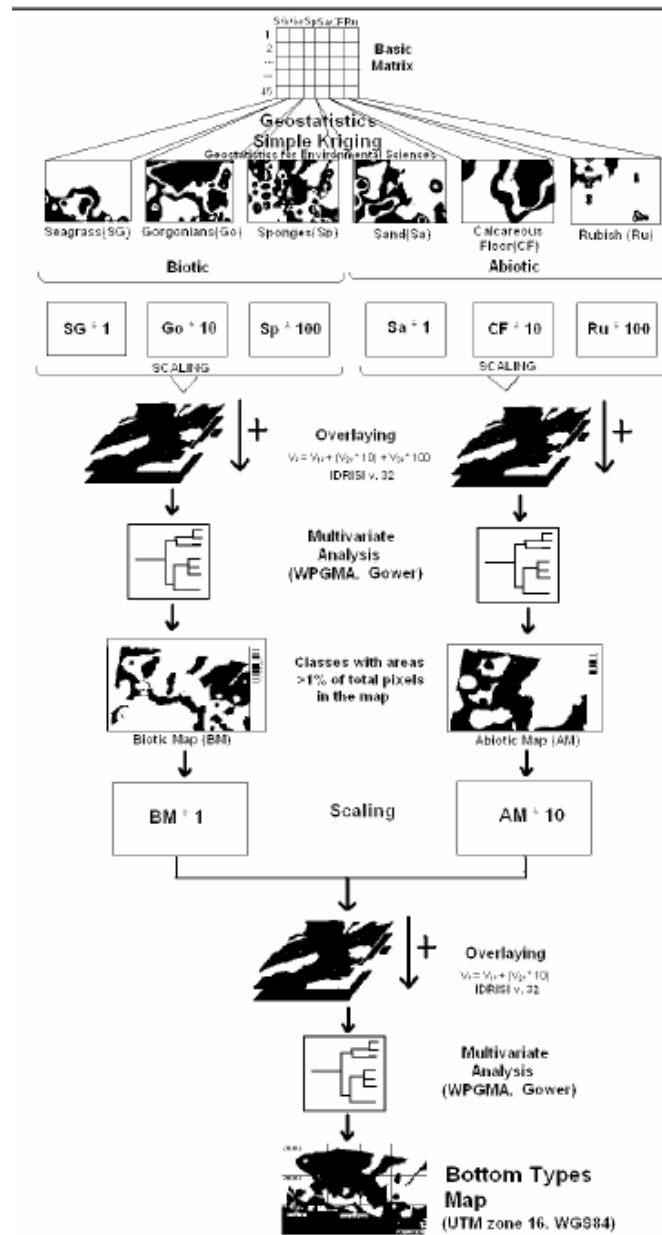 1
Basic
2
Matrix
....
45
Geostatistics
Simple Kriging
Geostatistics for Environmental Sciences
Seagrass(SG) Gorgonians(Go) Sponges(Sp) Sand(Sa) Calcareous Floor(CF) Rubish (Ru)
Biotic Abiotic
SG * 1 Go * 10 Sp * 100 Sa * 1 CF * 10 Ru * 100
SCALING SCALING
+ Overlaying +
IDRISI v. 32
Multivariate
Analysis
(WPGMA, Gower)
Classes with areas
>1% of total pixels
in the map
Biotic Map (BM) Abiotic Map (AM)
BM * 1 Scaling AM * 10
+ Overlaying
IDRISI v. 32
Multivariate
Analysis
(WPGMA, Gower)
Bottom Types
Map
(UTM zone 16, WGS84)